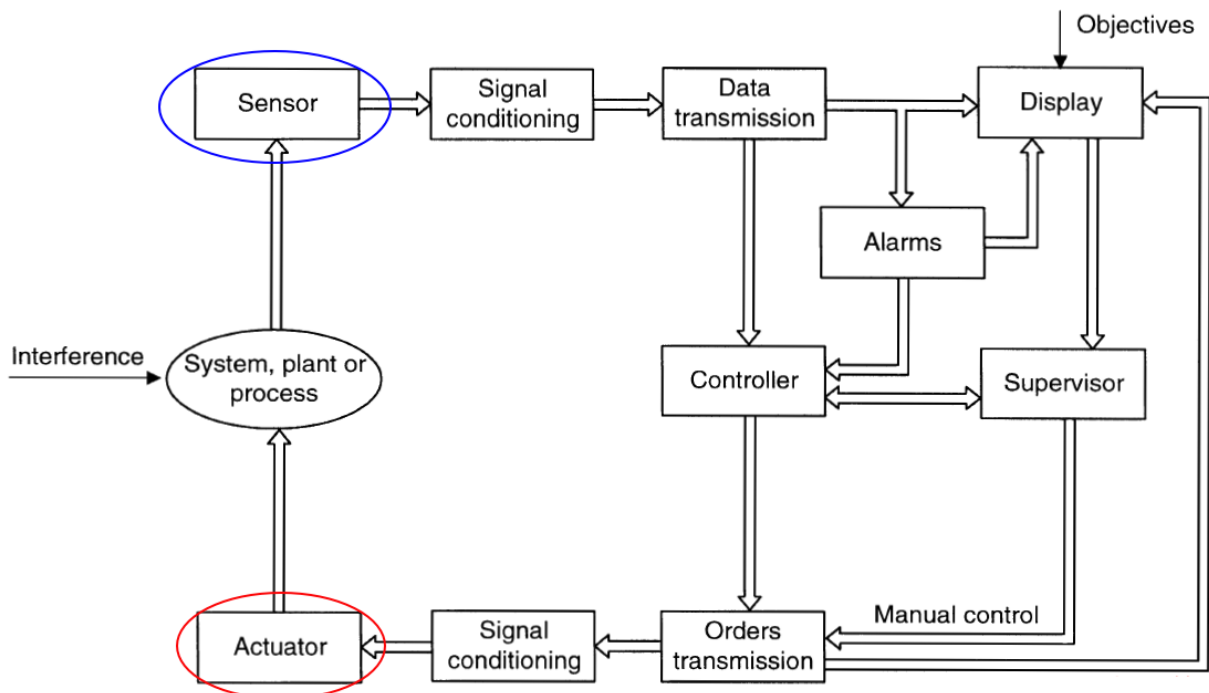 Objectives
Sensor
Signal
conditioning
Data
transmission
Display
Alarms
Interference
System, plant or
process
Controller
Supervisor
Manual control
Actuator
Signal
conditioning
Orders
transmission